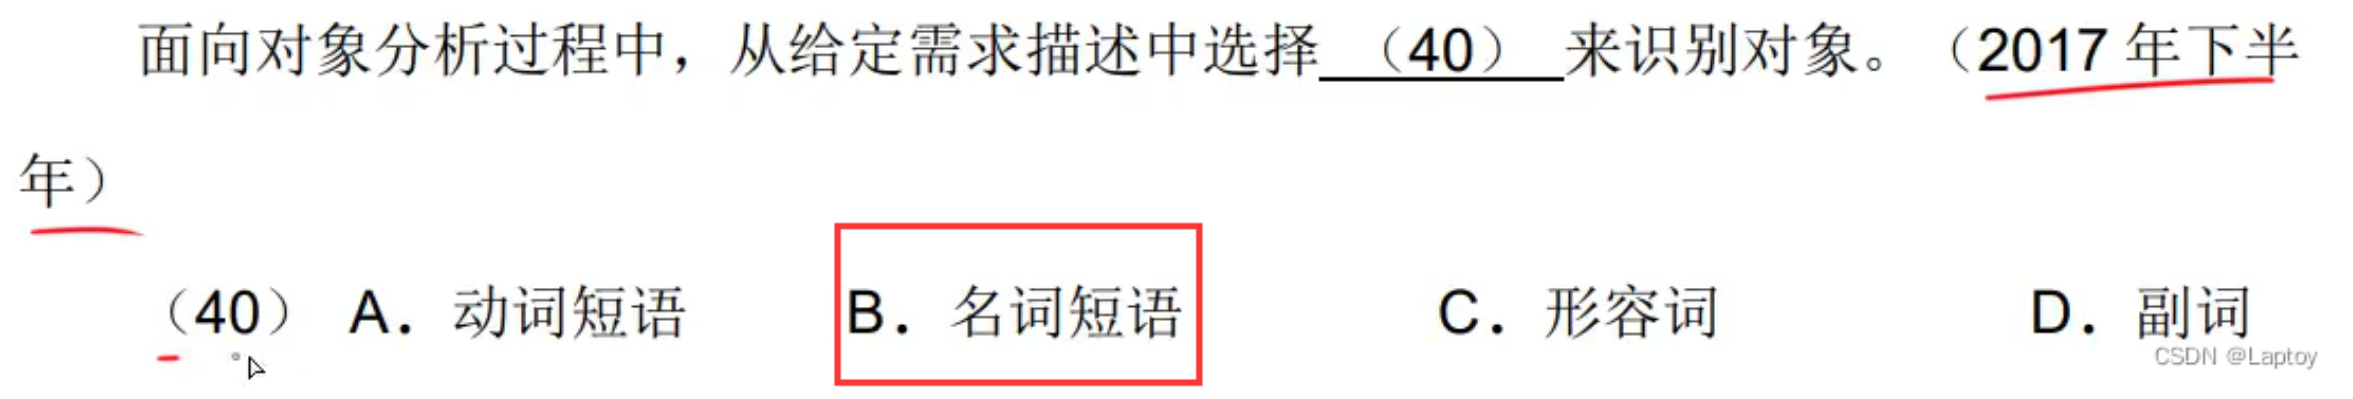 面向对象分析过程中，从给定需求描述中选择 （40） 来识别对象。（2017 年下半
年）
（40） A．动词短语 B．名词短语 C．形容词 D．副词
CSDN @Laptoy